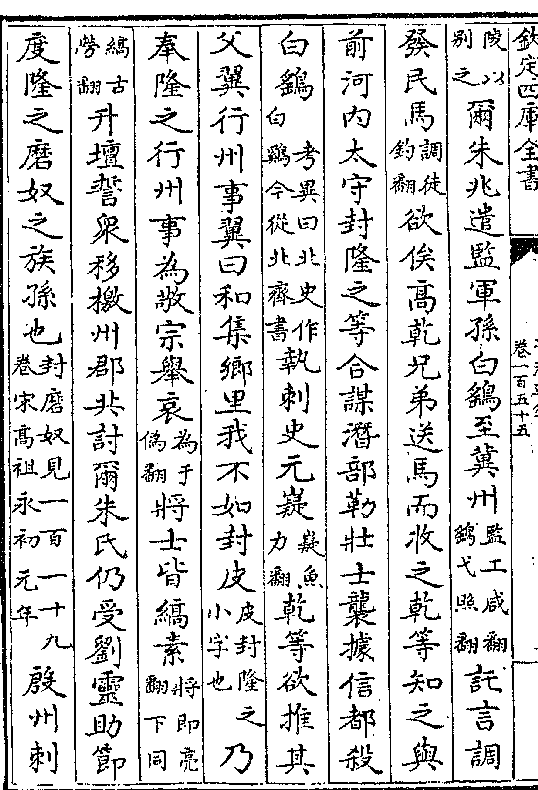 欽定四庫全書
卷一百五十五
陵以別之爾朱兆遣監軍孫白鷂至冀州監工咸翻鷂弋照翻託言調
發民馬調徒釣翻欲俟高乾兄弟送馬而收之乾等知之與
前河内太守封隆之等合謀潛部勒壯士襲據信都殺
白鷂考異曰北史作白鷄今從北齊書執刺史元嶷嶷魚力翻乾等欲推其
父翼行州事翼曰和集鄉里我不如封皮皮封隆之小字也乃
奉隆之行州事為敬宗舉哀為于偽翻將士皆縞素將即亮翻下同
縞古勞翻升壇誓衆移檄州郡共討爾朱氏仍受劉靈助節
度隆之磨奴之族孫也封磨奴見一百一十九卷宋高祖永初元年殷州刺